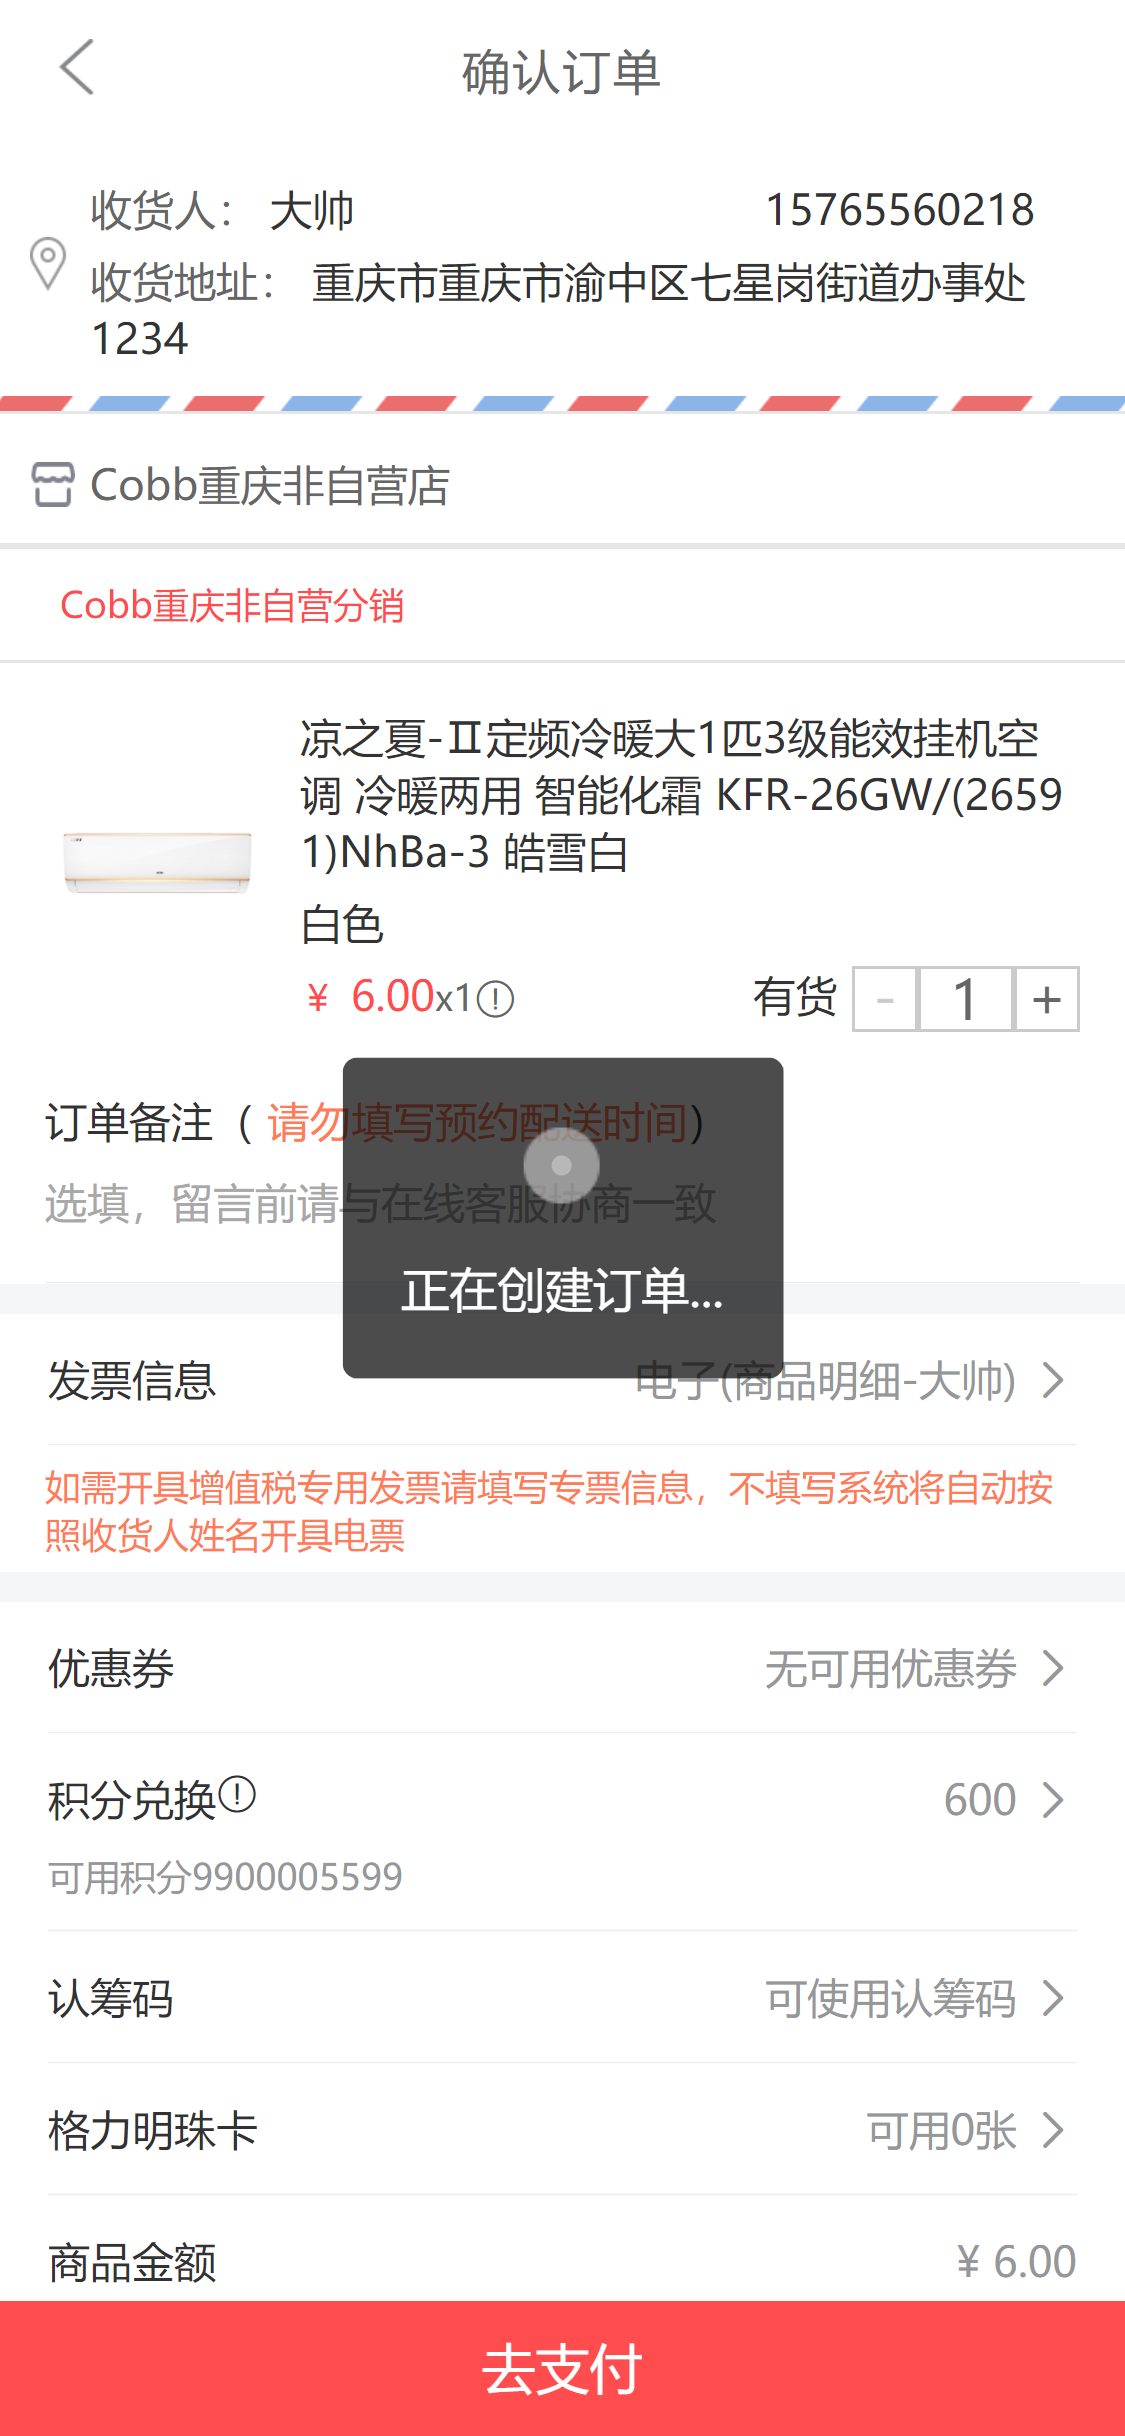 确认订单
收货人： 大帅 15765560218
收货地址： 重庆市重庆市渝中区七星岗街道办事处
1234
Cobb重庆非自营店
Cobb重庆非自营分销
凉之夏-Ⅱ定频冷暖大1匹3级能效挂机空
调 冷暖两用 智能化霜 KFR-26GW/(2659
1)NhBa-3 皓雪白
白色
¥ 6.00x1 有货 - 1 +
订单备注（ 请勿填写预约配送时间）
选填，留言前请与在线客服协商一致
正在创建订单...
发票信息 电子(商品明细-大帅)
如需开具增值税专用发票请填写专票信息，不填写系统将自动按
照收货人姓名开具电票
优惠券 无可用优惠券
积分兑换 600
可用积分9900005599
认筹码 可使用认筹码
格力明珠卡 可用0张
商品金额 ¥ 6.00
去支付